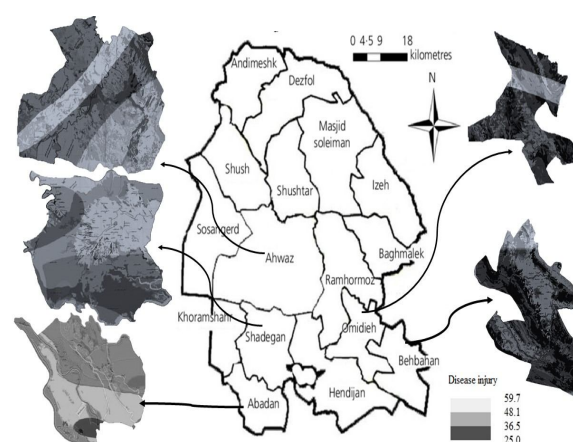 0 4·5 9 18
kilometres
N
Andimeshk
Dezfol
Masjid
soleiman
Shush
Shushtar
Izeh
Sosangerd
Ahwaz
Baghmalek
Ramhormoz
Khoramshahr
Shadegan
Omidieh
Behbahan
Abadan
Hendijan
Disease injury
59.7
48.1
36.5
25.0